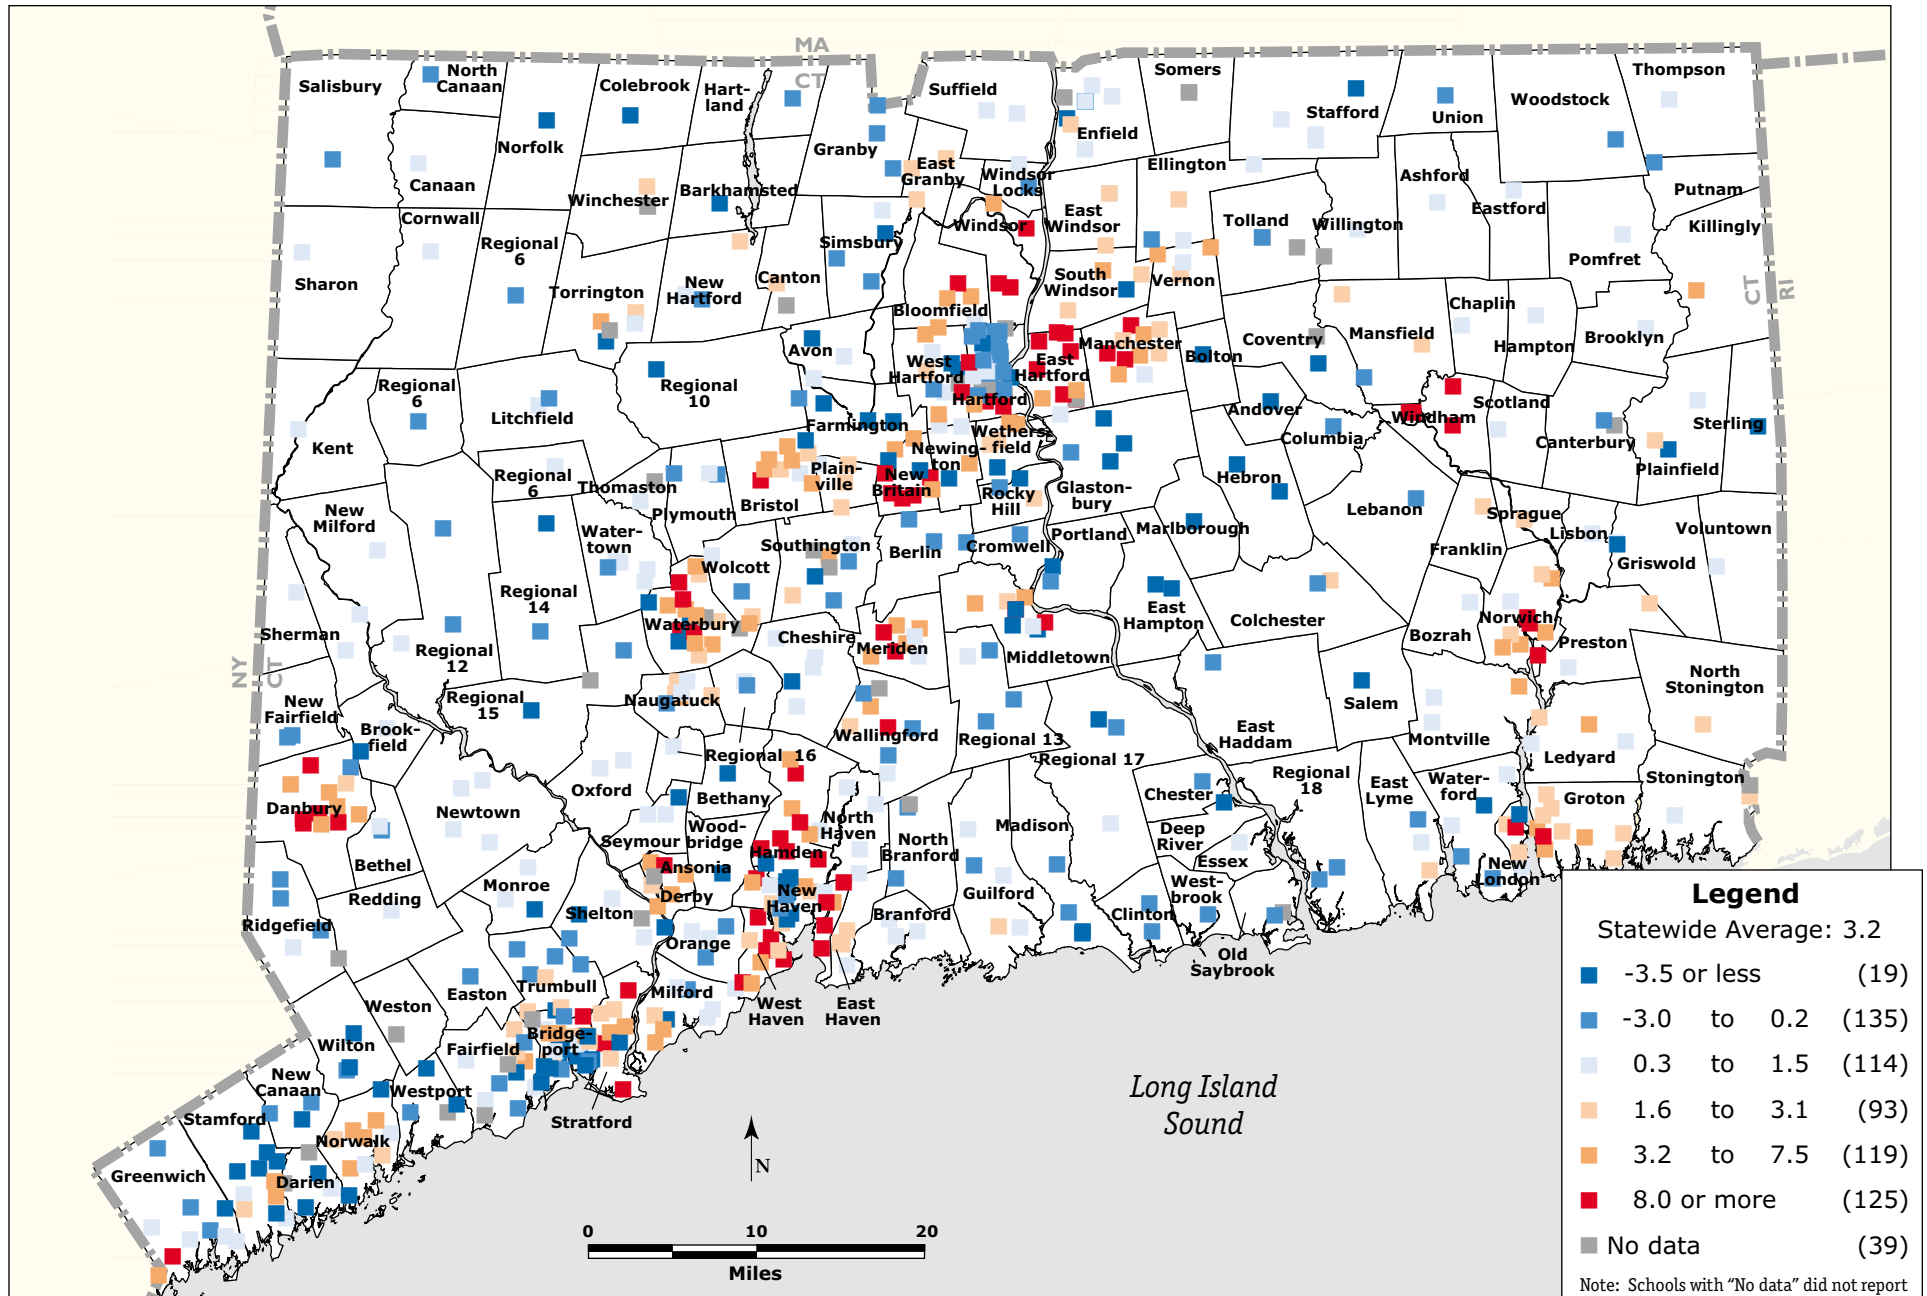 MA
CT
Salisbury
North
Canaan
Colebrook
Hart-
land
Suffield
Somers
Stafford
Union
Woodstock
Thompson
Norfolk
Granby
Enfield
Canaan
Winchester
Barkhamsted
East
Granby
Windsor
Locks
Ellington
Ashford
Eastford
Putnam
Cornwall
Regional
6
Simsbury
Windsor
East
Windsor
Tolland
Willington
Killingly
Pomfret
Sharon
Torrington
New
Hartford
Canton
Bloomfield
South
Windsor
Vernon
CT
RI
Chaplin
Avon
West
Hartford
East
Hartford
Manchester
Bolton
Coventry
Mansfield
Hampton
Brooklyn
Regional
6
Litchfield
Regional
10
Hartford
Andover
Windham
Scotland
Farmington
Wethers-
field
Columbia
Canterbury
Sterling
Kent
Newing-
ton
Plainfield
Regional
6
Thomaston
Plain-
ville
New
Britain
Rocky
Hill
Glaston-
bury
Hebron
New
Milford
Plymouth
Bristol
Marlborough
Lebanon
Sprague
Water-
town
Southington
Berlin
Cromwell
Portland
Franklin
Lisbon
Voluntown
Wolcott
Griswold
Regional
14
Waterbury
Cheshire
Meriden
East
Hampton
Colchester
Norwich
Sherman
Bozrah
Preston
NY
CT
Regional
12
Middletown
North
Stonington
New
Fairfield
Regional
15
Naugatuck
Salem
Brook-
field
Wallingford
Regional 13
East
Haddam
Montville
Regional 16
Regional 17
Ledyard
Danbury
Newtown
Oxford
Bethany
Chester
Regional
18
East
Lyme
Water-
ford
Stonington
Groton
Bethel
Seymour
Wood-
bridge
Hamden
North
Haven
North
Branford
Madison
Deep
River
Essex
New
London
Redding
Monroe
Ansonia
Derby
New
Haven
Guilford
West-
brook
Ridgefield
Shelton
Branford
Clinton
Orange
Old
Saybrook
Trumbull
Milford
Easton
Weston
West
Haven
East
Haven
Bridge-
port
Wilton
Fairfield
New
Canaan
Westport
Stratford
Stamford
Norwalk
Greenwich
Darien
Long Island
Sound
N
0 10 20
Miles
Legend
Statewide Average: 3.2
-3.5 or less (19)
-3.0 to 0.2 (135)
0.3 to 1.5 (114)
1.6 to 3.1 (93)
3.2 to 7.5 (119)
8.0 or more (125)
No data (39)
Note: Schools with “No data” did not report